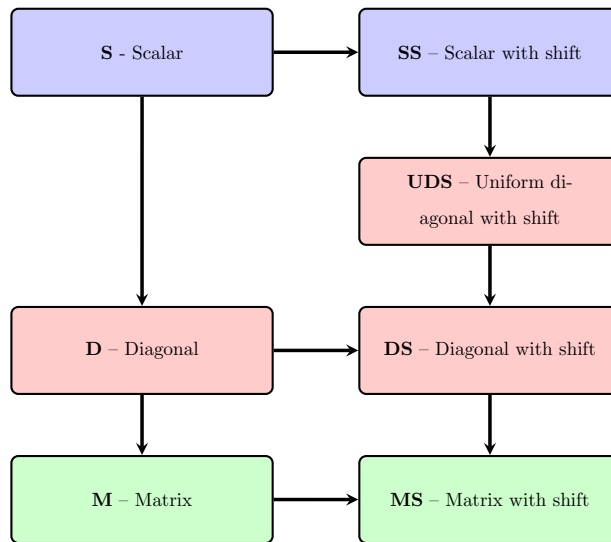 S - Scalar
SS – Scalar with shift
UDS – Uniform di-
agonal with shift
D – Diagonal
DS – Diagonal with shift
M – Matrix
MS – Matrix with shift